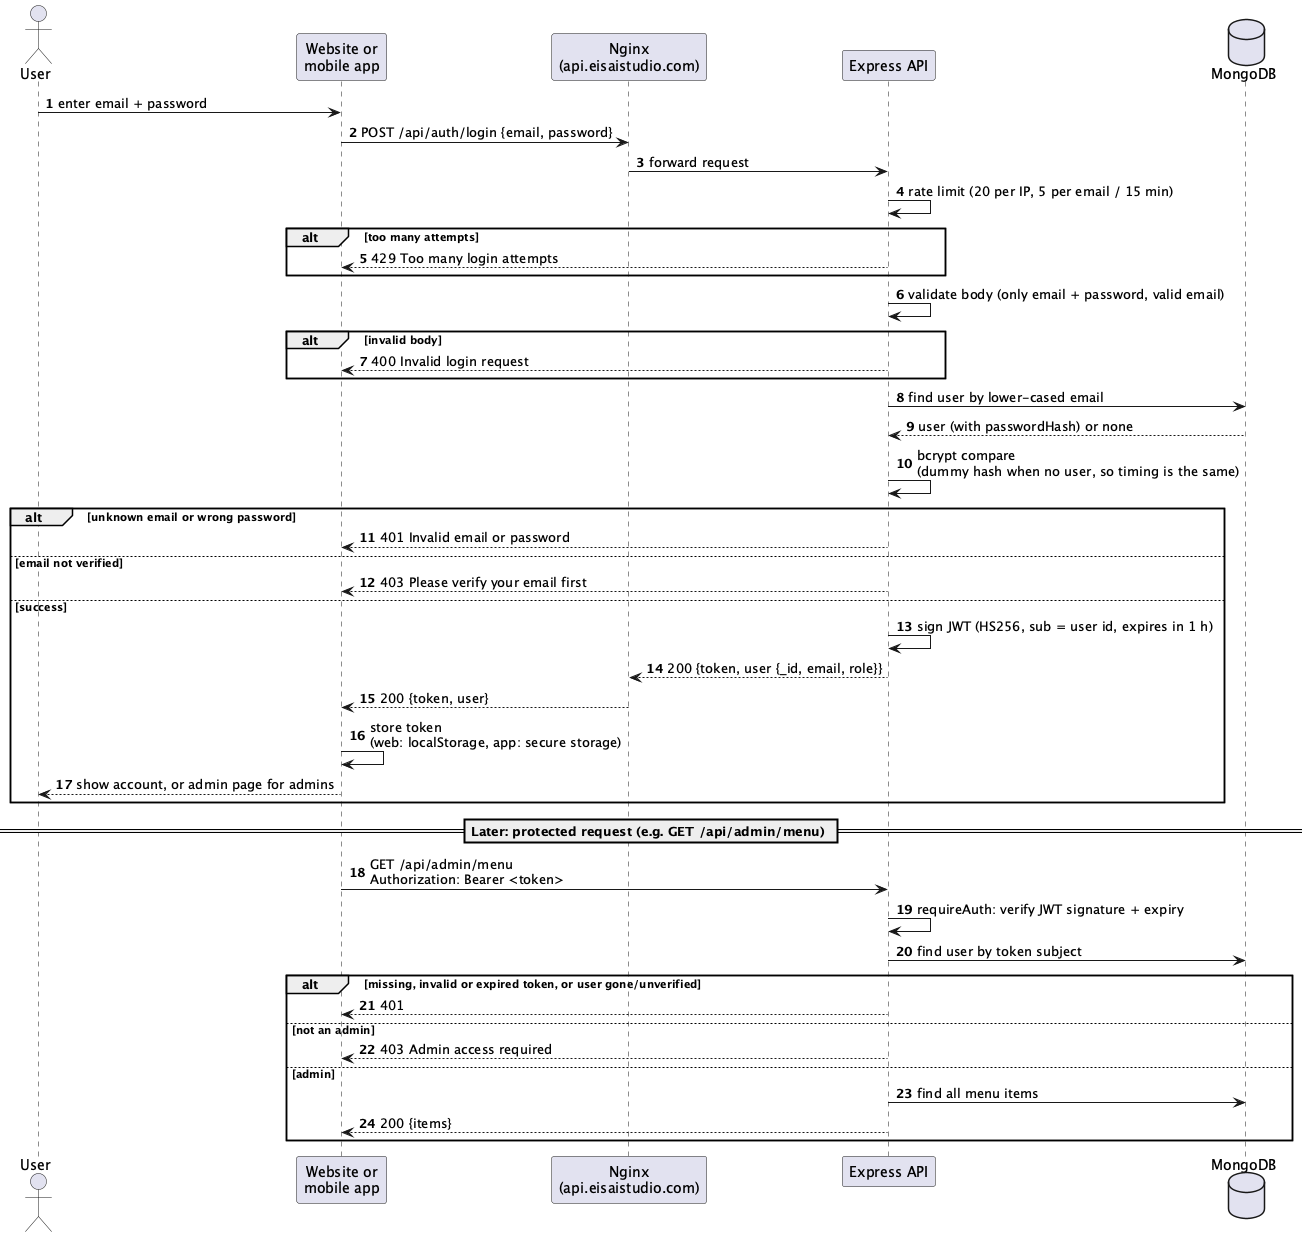 User
Website or
mobile app
Nginx
(api.eisaistudio.com)
Express API
MongoDB
1 enter email + password
2 POST /api/auth/login {email, password}
3 forward request
4 rate limit (20 per IP, 5 per email / 15 min)
alt [too many attempts]
5 429 Too many login attempts
6 validate body (only email + password, valid email)
alt [invalid body]
7 400 Invalid login request
8 find user by lower-cased email
9 user (with passwordHash) or none
10 bcrypt compare
(dummy hash when no user, so timing is the same)
alt [unknown email or wrong password]
11 401 Invalid email or password
[email not verified]
12 403 Please verify your email first
[success]
13 sign JWT (HS256, sub = user id, expires in 1 h)
14 200 {token, user {_id, email, role}}
15 200 {token, user}
16 store token
(web: localStorage, app: secure storage)
17 show account, or admin page for admins
Later: protected request (e.g. GET /api/admin/menu)
18 GET /api/admin/menu
Authorization: Bearer <token>
19 requireAuth: verify JWT signature + expiry
20 find user by token subject
alt [missing, invalid or expired token, or user gone/unverified]
21 401
[not an admin]
22 403 Admin access required
[admin]
23 find all menu items
24 200 {items}
User
Website or
mobile app
Nginx
(api.eisaistudio.com)
Express API
MongoDB